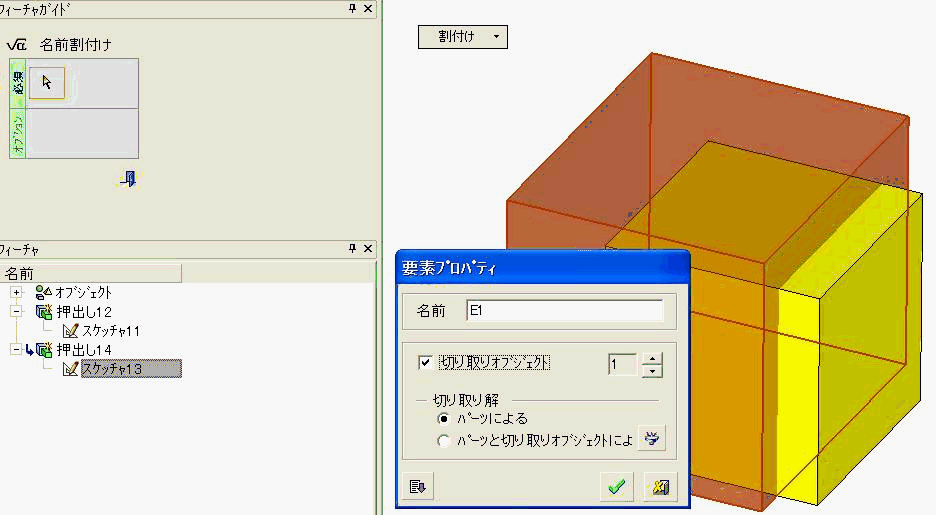 フィーチャガイド
名前割付け
必須
オプション
割付け
フィーチャ
名前
オブジェクト
押出し12
スケッチャ11
押出し14
スケッチャ13
要素プロパティ
名前 E1
切り取りオブジェクト 1
切り取り解
パーツによる
パーツと切り取りオブジェクトによ